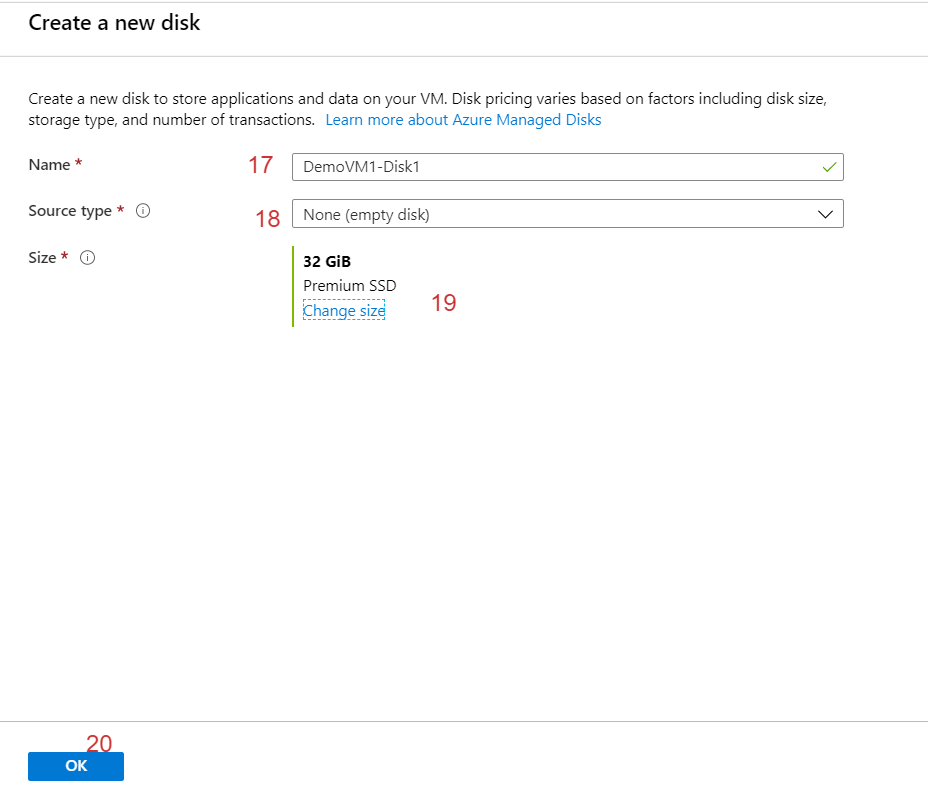 Create a new disk
Create a new disk to store applications and data on your VM. Disk pricing varies based on factors including disk size,
storage type, and number of transactions. Learn more about Azure Managed Disks
Name * 17 DemoVM1-Disk1
Source type * 18 None (empty disk)
Size * 32 GiB
Premium SSD
Change size 19
20
OK